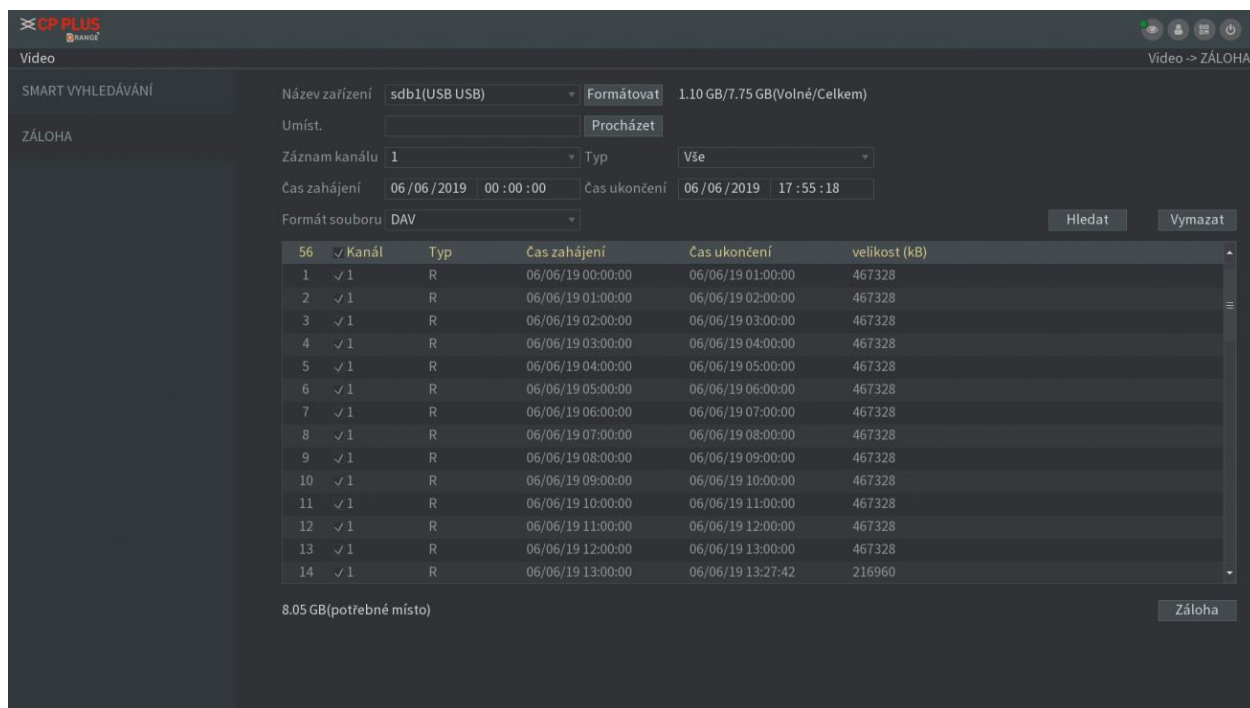 CP PLUS
ORANGE
Video
Video -> ZÁLOHA
SMART VYHLEDÁVÁNÍ
ZÁLOHA
Název zařízení sdb1(USB USB) Formátovat 1.10 GB/7.75 GB(Volné/Celkem)
Umíst. Procházet
Záznam kanálu 1 Typ Vše
Čas zahájení 06/06/2019 00:00:00 Čas ukončení 06/06/2019 17:55:18
Formát souboru DAV Hledat Vymazat
56 Kanál Typ Čas zahájení Čas ukončení velikost (kB)
1 1 R 06/06/19 00:00:00 06/06/19 01:00:00 467328
2 1 R 06/06/19 01:00:00 06/06/19 02:00:00 467328
3 1 R 06/06/19 02:00:00 06/06/19 03:00:00 467328
4 1 R 06/06/19 03:00:00 06/06/19 04:00:00 467328
5 1 R 06/06/19 04:00:00 06/06/19 05:00:00 467328
6 1 R 06/06/19 05:00:00 06/06/19 06:00:00 467328
7 1 R 06/06/19 06:00:00 06/06/19 07:00:00 467328
8 1 R 06/06/19 07:00:00 06/06/19 08:00:00 467328
9 1 R 06/06/19 08:00:00 06/06/19 09:00:00 467328
10 1 R 06/06/19 09:00:00 06/06/19 10:00:00 467328
11 1 R 06/06/19 10:00:00 06/06/19 11:00:00 467328
12 1 R 06/06/19 11:00:00 06/06/19 12:00:00 467328
13 1 R 06/06/19 12:00:00 06/06/19 13:00:00 467328
14 1 R 06/06/19 13:00:00 06/06/19 13:27:42 216960
8.05 GB(potřebné místo) Záloha